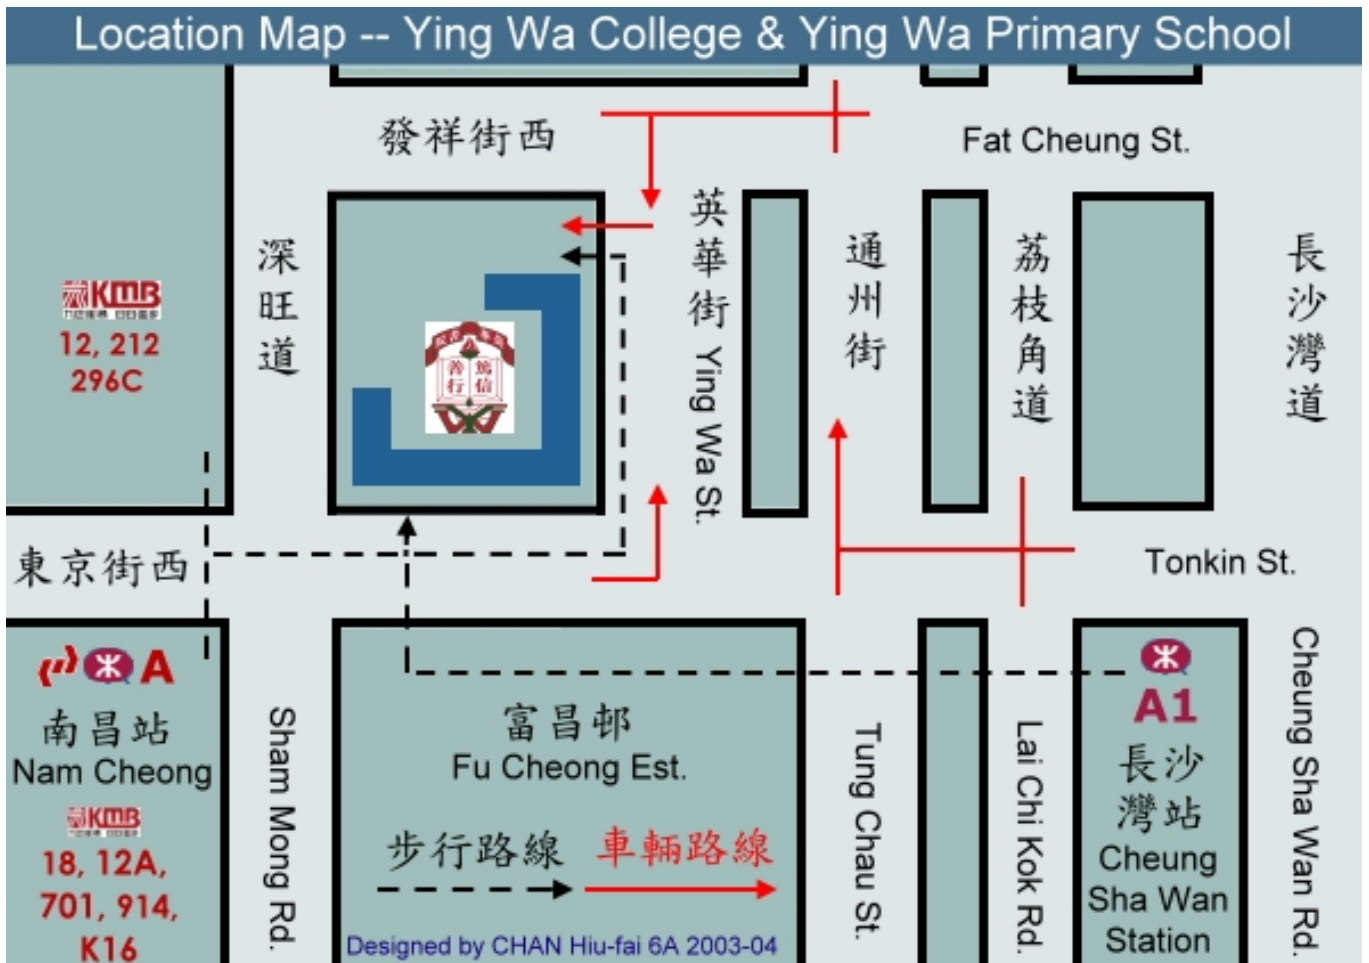 Location Map -- Ying Wa College & Ying Wa Primary School
發祥街西
Fat Cheung St.
深旺道
英華街 Ying Wa St.
通州街
荔枝角道
長沙灣道
KMB
12, 212
296C
善 篤
行 信
東京街西
Tonkin St.
A
南昌站
Nam Cheong
KMB
18, 12A,
701, 914,
K16
Sham Mong Rd.
富昌邨
Fu Cheong Est.
步行路線
車輛路線
Designed by CHAN Hiu-fai 6A 2003-04
Tung Chau St.
Lai Chi Kok Rd.
A1
長沙
灣站
Cheung
Sha Wan
Station
Cheung Sha Wan Rd.